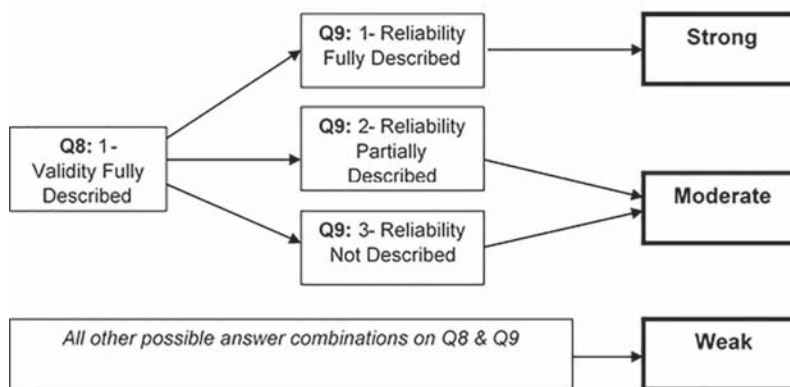 Q9: 1- Reliability
Fully Described
Strong
Q8: 1-
Validity Fully
Described
Q9: 2- Reliability
Partially
Described
Q9: 3- Reliability
Not Described
Moderate
All other possible answer combinations on Q8 & Q9
Weak